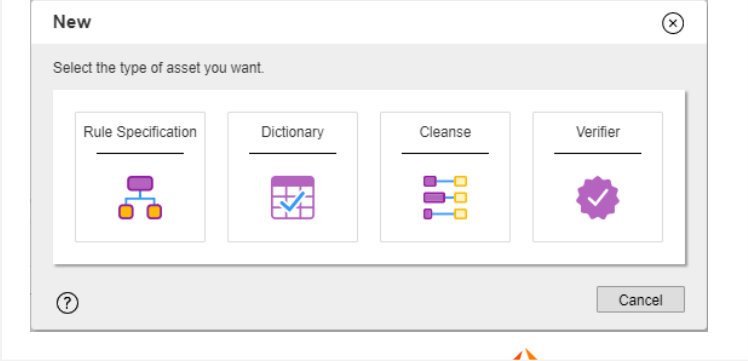 New
Select the type of asset you want.
Rule Specification
Dictionary
Cleanse
Verifier
Cancel